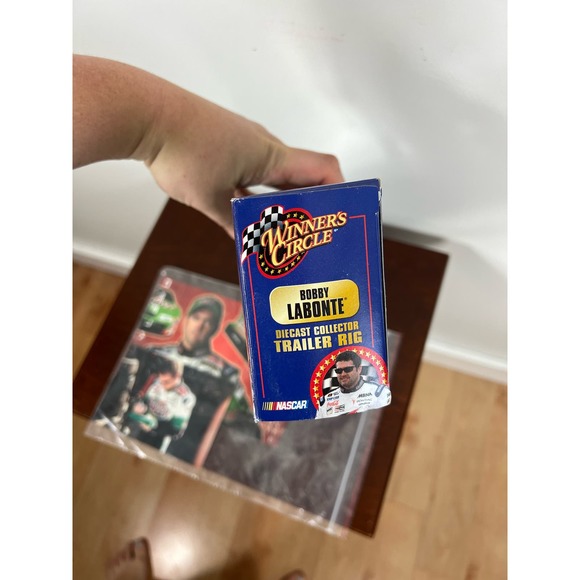 WINNER'S
CIRCLE
BOBBY
LABONTE
DIECAST COLLECTOR
TRAILER RIG
NASCAR